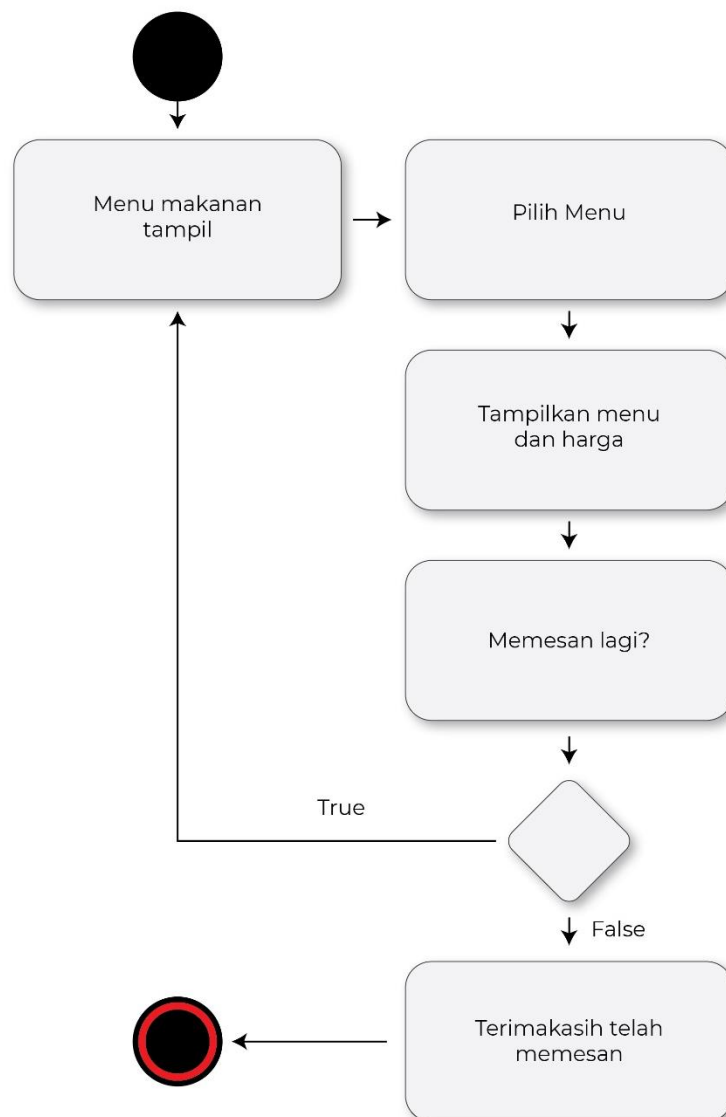 Menu makanan
tampil
Pilih Menu
Tampilkan menu
dan harga
Memesan lagi?
True
False
Terimakasih telah
memesan